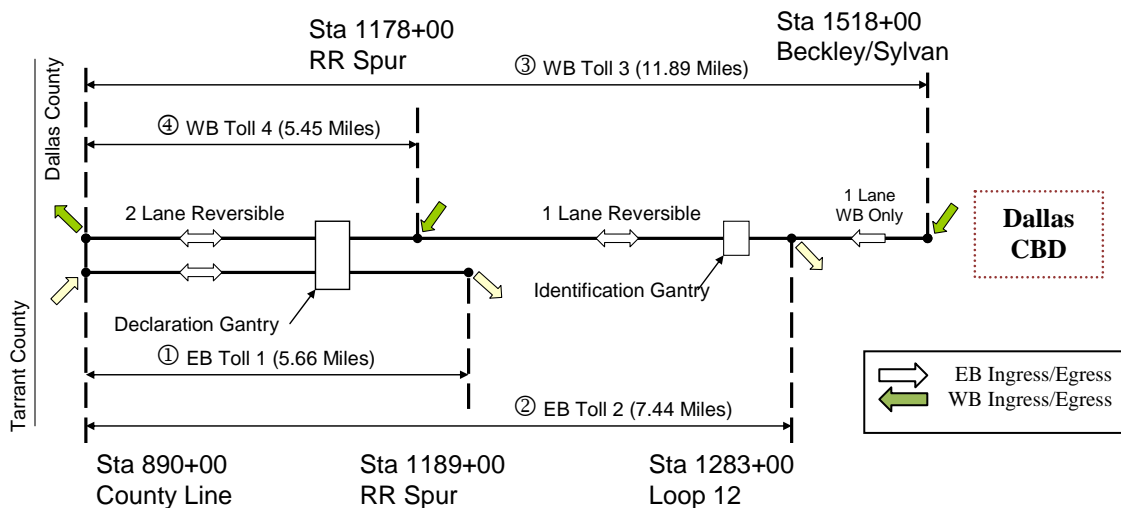 Sta 1178+00
RR Spur
Sta 1518+00
Beckley/Sylvan
③ WB Toll 3 (11.89 Miles)
Dallas County
④ WB Toll 4 (5.45 Miles)
2 Lane Reversible
1 Lane Reversible
1 Lane
WB Only
Dallas
CBD
Identification Gantry
Declaration Gantry
Tarrant County
① EB Toll 1 (5.66 Miles)
② EB Toll 2 (7.44 Miles)
EB Ingress/Egress
WB Ingress/Egress
Sta 890+00
County Line
Sta 1189+00
RR Spur
Sta 1283+00
Loop 12